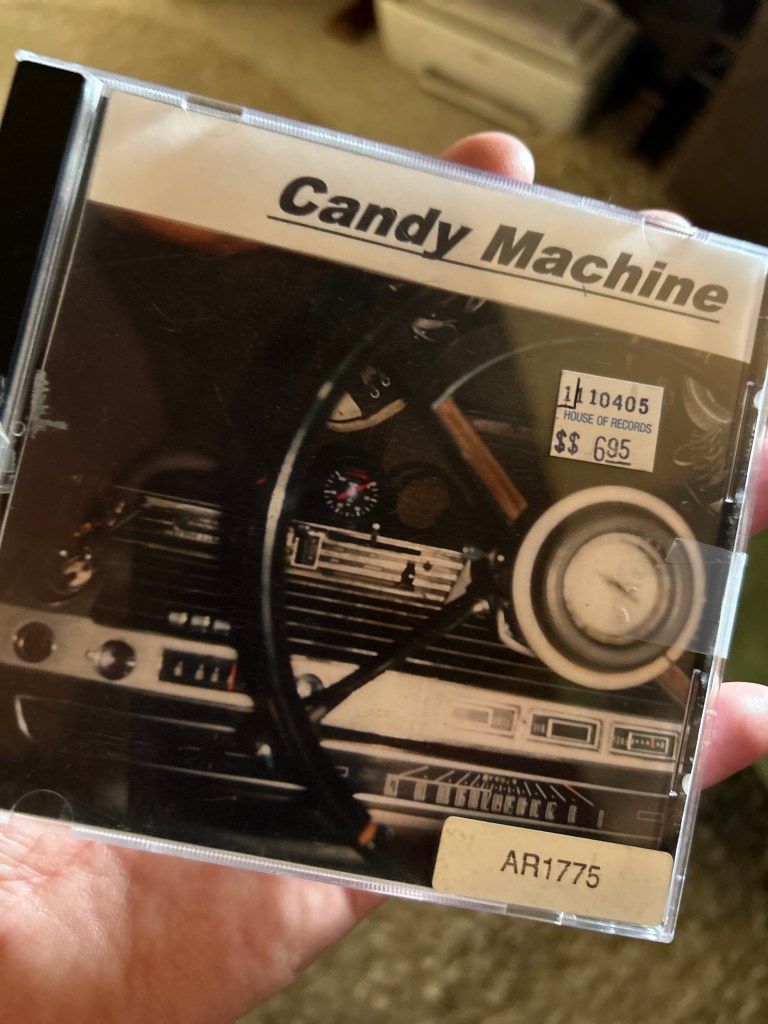 Candy Machine
1110405
HOUSE OF RECORDS
$$ 695
AR1775